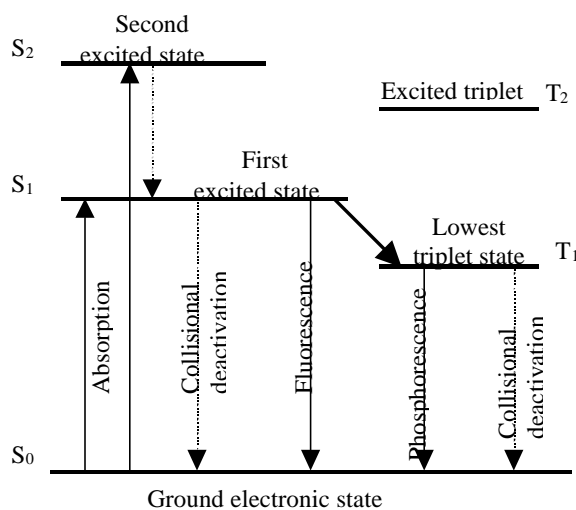 Second
S2
excited state
Excited triplet
T2
First
S1
excited state
Lowest
triplet state
T1
Absorption
Collisional
deactivation
Fluorescence
Phosphorescence
Collisional
deactivation
S0
Ground electronic state